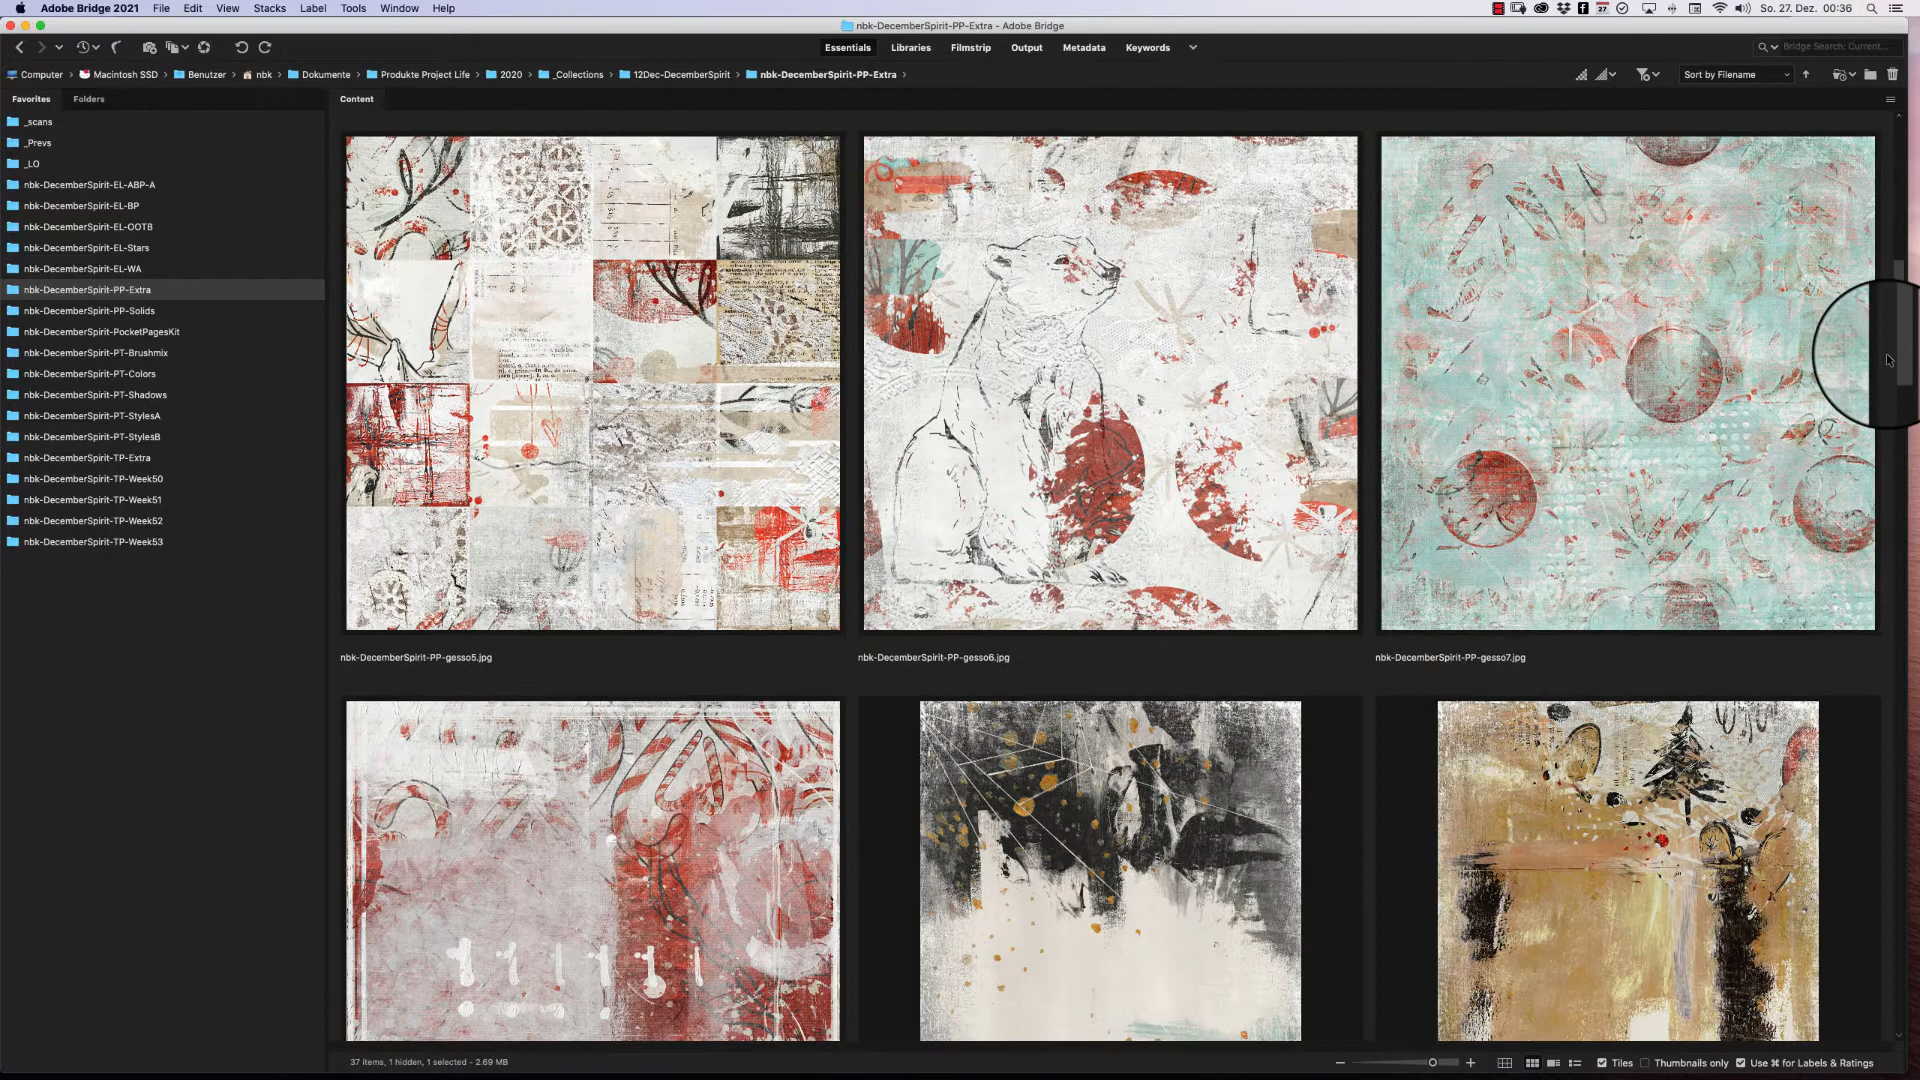 Adobe Bridge 2021 File Edit View Stacks Label Tools Window Help
27 So. 27. Dez. 00:36
nbk-DecemberSpirit-PP-Extra - Adobe Bridge
Essentials Libraries Filmstrip Output Metadata Keywords
Bridge Search: Current...
Computer Macintosh SSD Benutzer nbk Dokumente Produkte Project Life 2020 _Collections 12Dec-DecemberSpirit nbk-DecemberSpirit-PP-Extra
Sort by Filename
Favorites Folders
Content
_scans
_Prevs
_LO
nbk-DecemberSpirit-EL-ABP-A
nbk-DecemberSpirit-EL-BP
nbk-DecemberSpirit-EL-OOTB
nbk-DecemberSpirit-EL-Stars
nbk-DecemberSpirit-EL-WA
nbk-DecemberSpirit-PP-Extra
nbk-DecemberSpirit-PP-Solids
nbk-DecemberSpirit-PocketPagesKit
nbk-DecemberSpirit-PT-Brushmix
nbk-DecemberSpirit-PT-Colors
nbk-DecemberSpirit-PT-Shadows
nbk-DecemberSpirit-PT-StylesA
nbk-DecemberSpirit-PT-StylesB
nbk-DecemberSpirit-TP-Extra
nbk-DecemberSpirit-TP-Week50
nbk-DecemberSpirit-TP-Week51
nbk-DecemberSpirit-TP-Week52
nbk-DecemberSpirit-TP-Week53
nbk-DecemberSpirit-PP-gesso5.jpg
nbk-DecemberSpirit-PP-gesso6.jpg
nbk-DecemberSpirit-PP-gesso7.jpg
37 items, 1 hidden, 1 selected - 2.69 MB
Tiles Thumbnails only Use ⌘ for Labels & Ratings